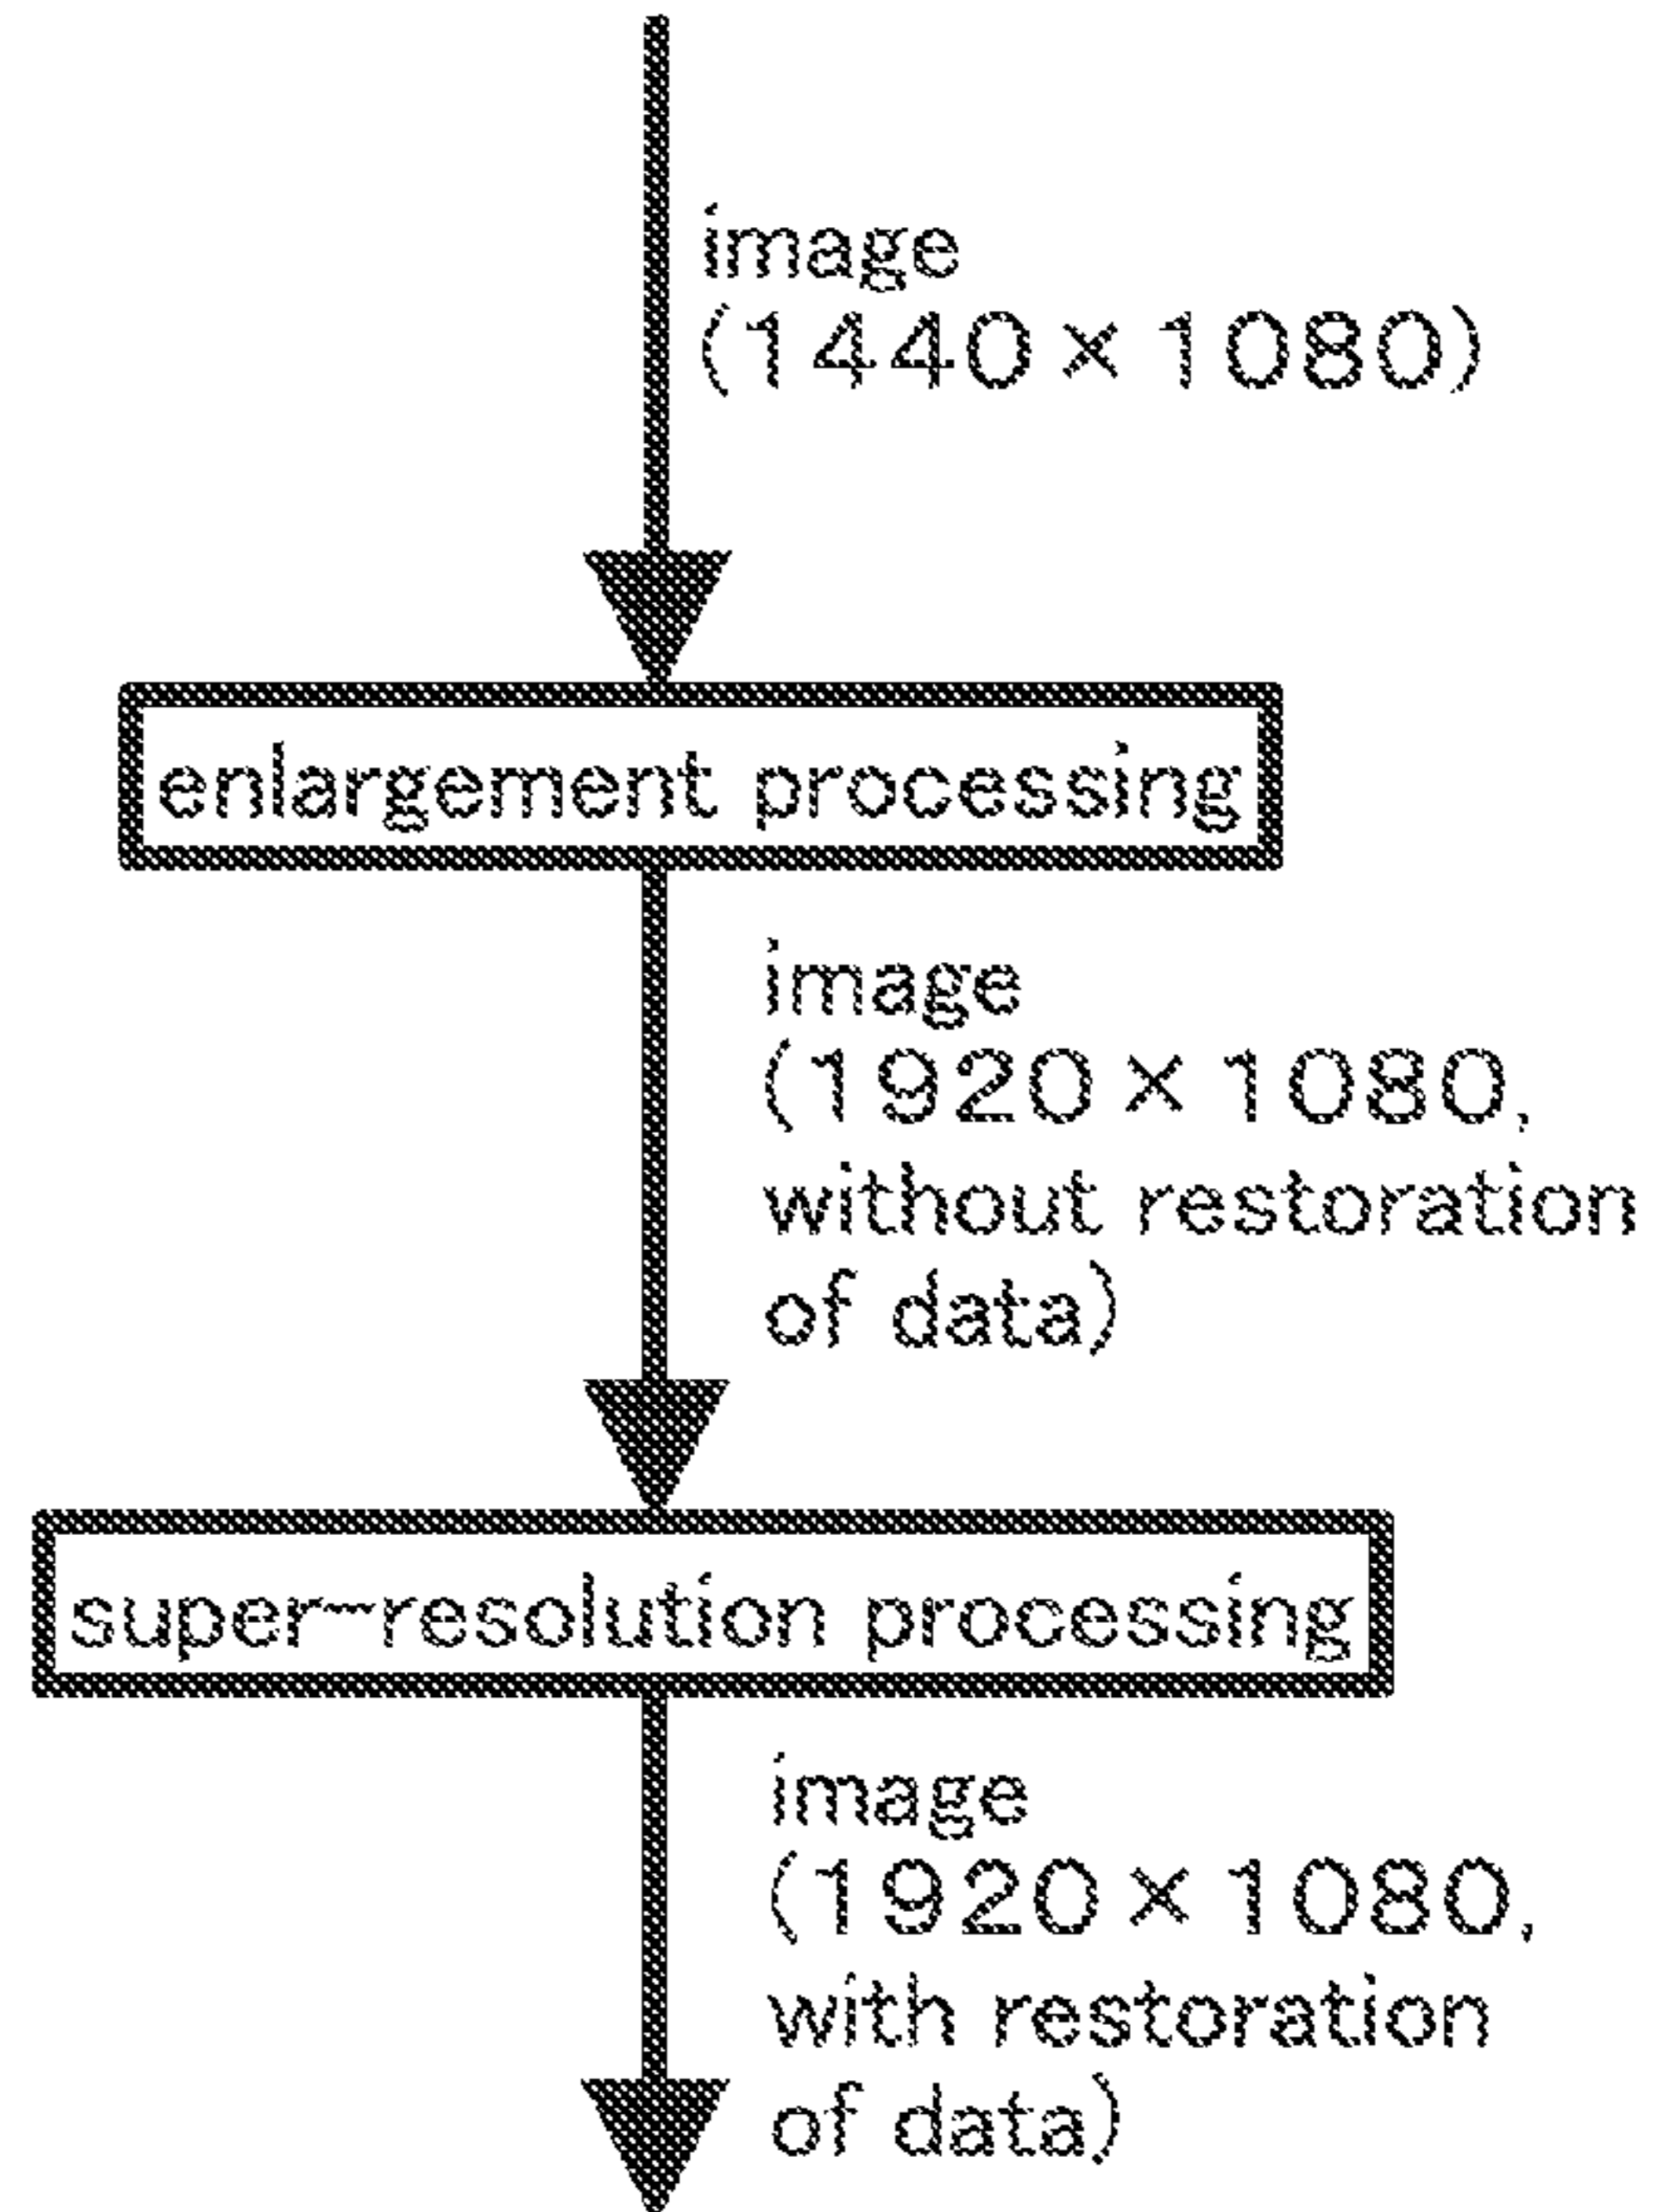 image
(1440×1080)
enlargement processing
image
(1920×1080,
without restoration
of data)
super-resolution processing
image
(1920×1080,
with restoration
of data)